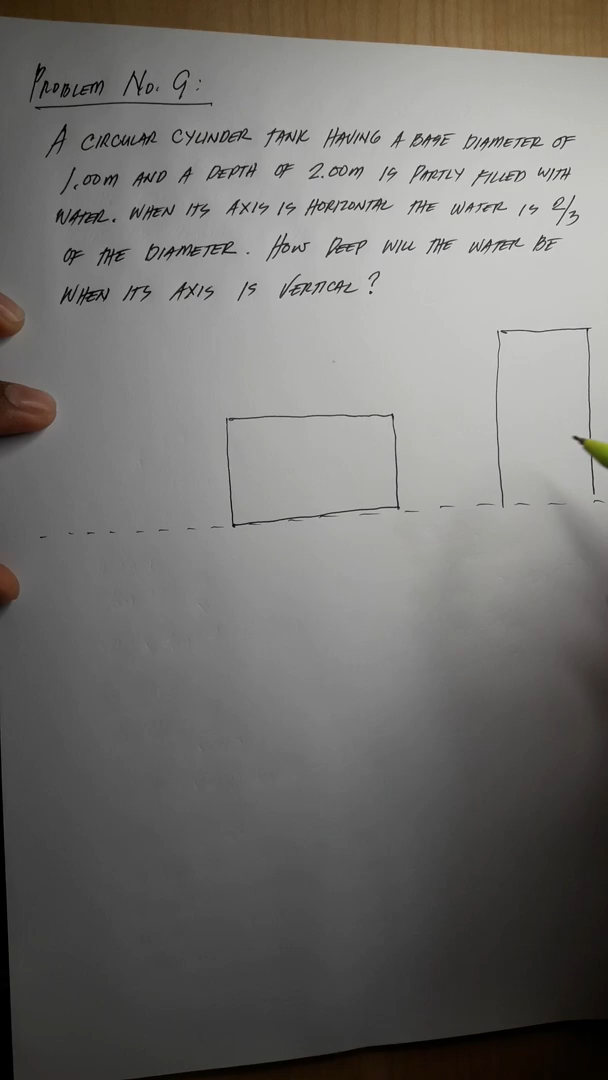 PROBLEM No. 9:
A CIRCULAR CYLINDER TANK HAVING A BASE DIAMETER OF
1.00m AND A DEPTH OF 2.00m IS PARTLY FILLED WITH
WATER. WHEN ITS AXIS IS HORIZONTAL THE WATER IS 2/3
OF THE DIAMETER. HOW DEEP WILL THE WATER BE
WHEN ITS AXIS IS VERTICAL?